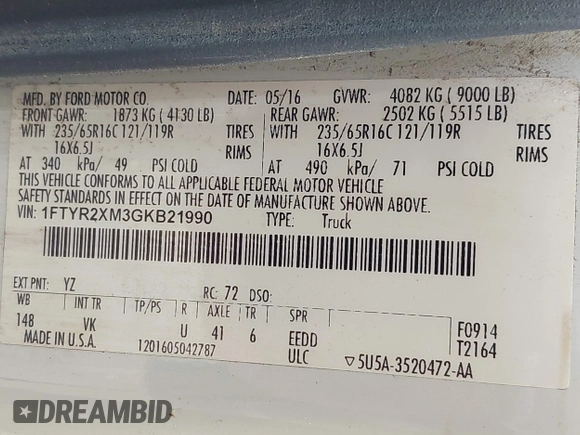 MFD. BY FORD MOTOR CO. DATE: 05/16 GVWR: 4082 KG ( 9000 LB)
FRONT GAWR: 1873 KG ( 4130 LB) REAR GAWR: 2502 KG ( 5515 LB)
WITH 235/65R16C 121/119R TIRES WITH 235/65R16C 121/119R TIRES
16X6.5J RIMS 16X6.5J RIMS
AT 340 kPa/ 49 PSI COLD AT 490 kPa/ 71 PSI COLD
THIS VEHICLE CONFORMS TO ALL APPLICABLE FEDERAL MOTOR VEHICLE
SAFETY STANDARDS IN EFFECT ON THE DATE OF MANUFACTURE SHOWN ABOVE.
VIN: 1FTYR2XM3GKB21990 TYPE: Truck
EXT PNT: YZ RC: 72 DSO:
WB INT TR TP/PS R AXLE TR SPR
148 VK U 41 6 EEDD F0914
ULC T2164
MADE IN U.S.A. 1201605042787 ▽5U5A-3520472-AA
DREAMBID